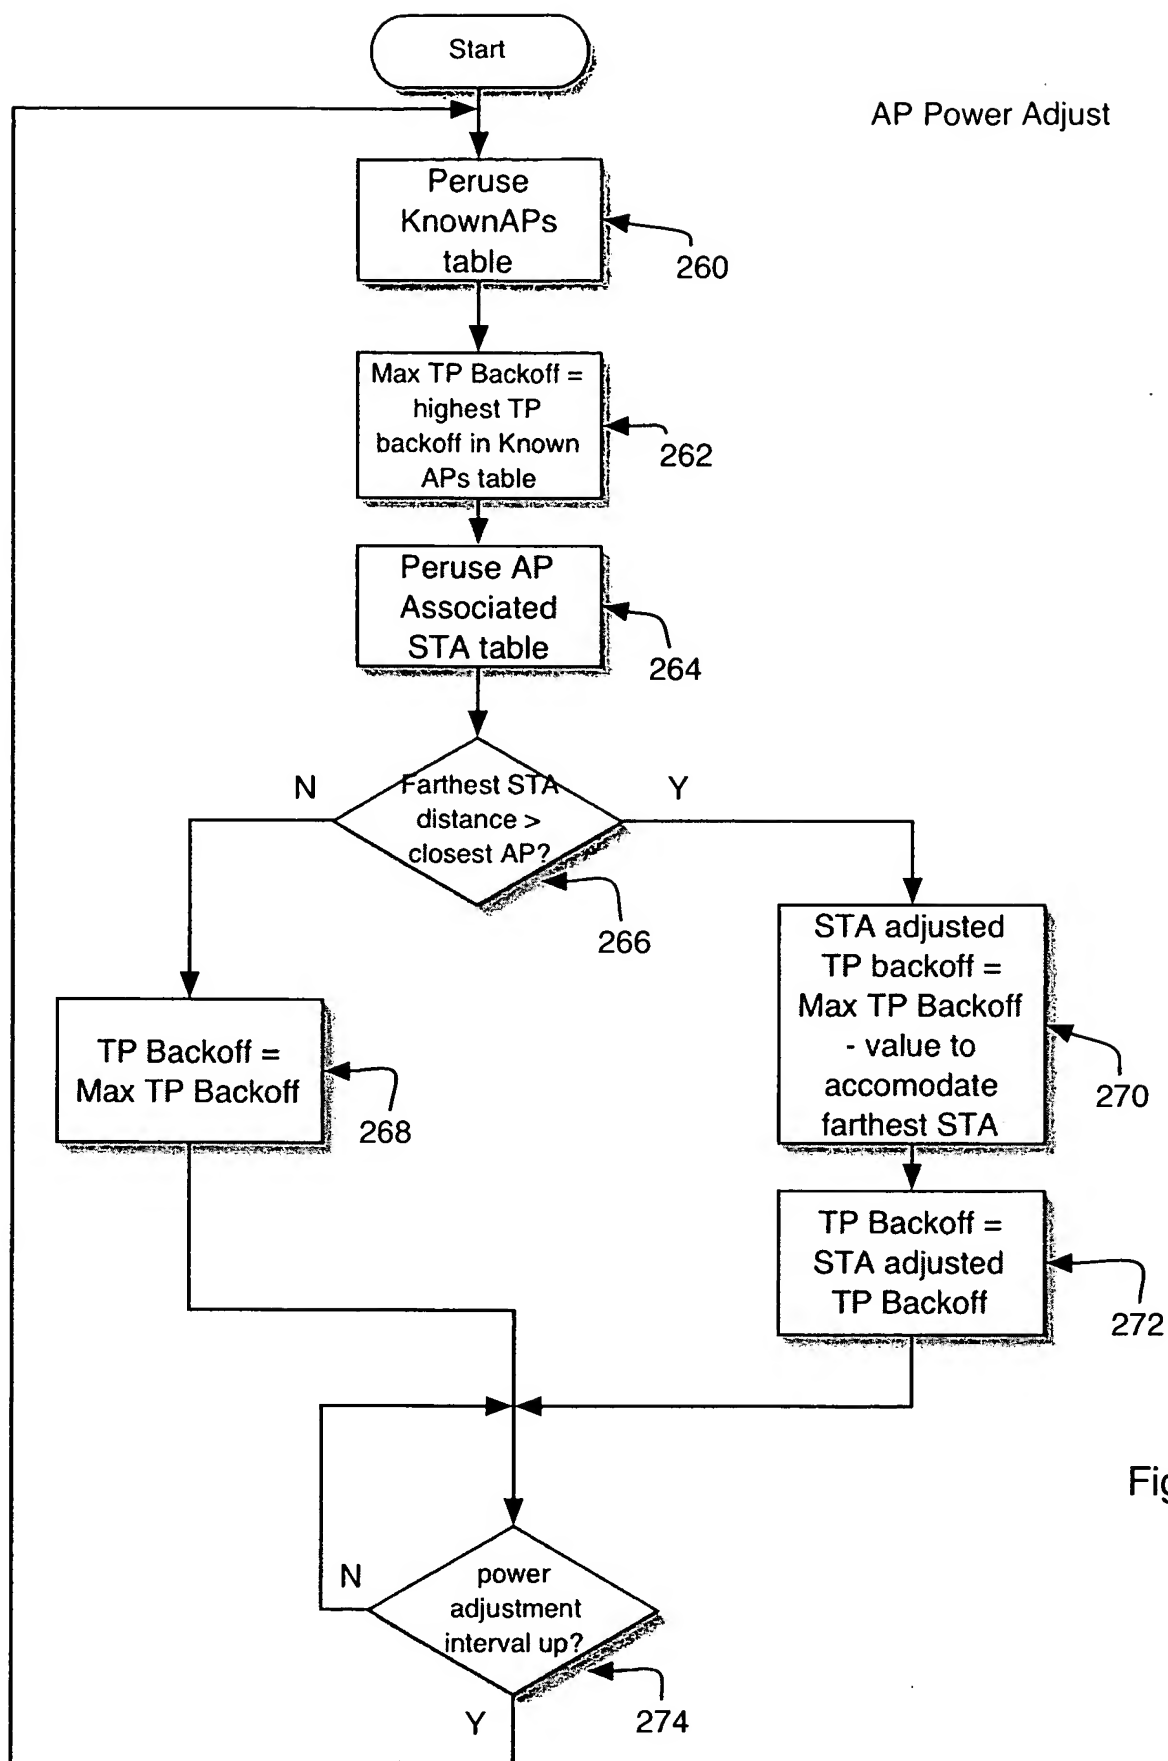 Start
AP Power Adjust
Peruse
KnownAPs
table
260
Max TP Backoff =
highest TP
backoff in Known
APs table
262
Peruse AP
Associated
STA table
264
N
Farthest STA
distance >
closest AP?
Y
266
STA adjusted
TP backoff =
Max TP Backoff
- value to
accomodate
farthest STA
270
TP Backoff =
Max TP Backoff
268
TP Backoff =
STA adjusted
TP Backoff
272
Fig
N
power
adjustment
interval up?
Y
274